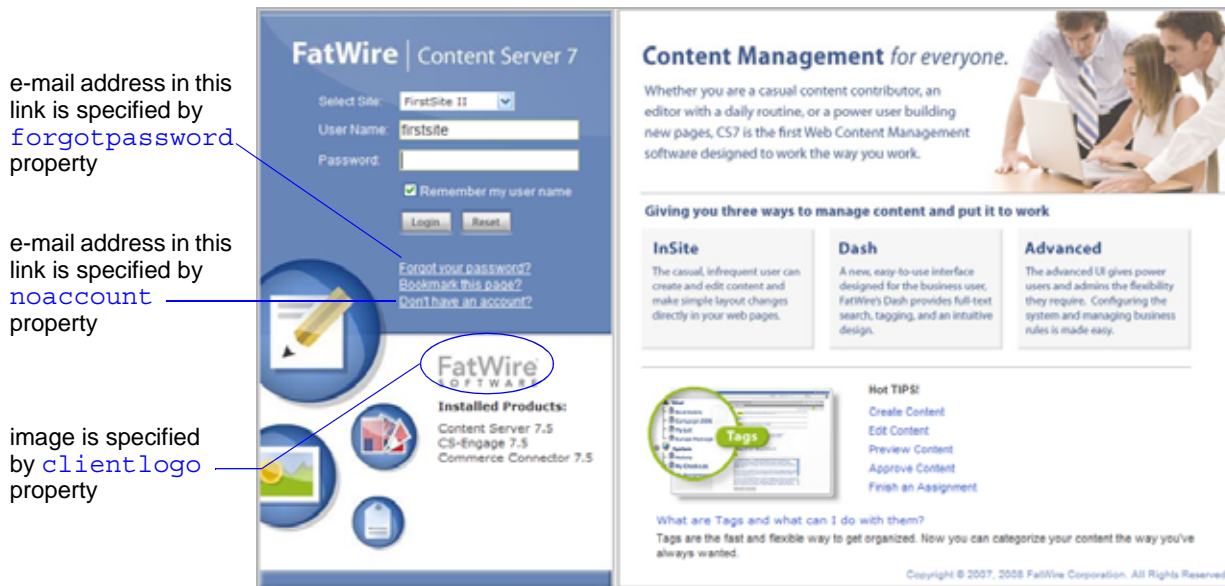 e-mail address in this
link is specified by
forgotpassword
property
e-mail address in this
link is specified by
noaccount
property
image is specified
by clientlogo
property
FatWire | Content Server 7
Select Site: FirstSite II
User Name: firstsite
Password:
Remember my user name
Login Reset
Forgot your password?
Bookmark this page?
Don't have an account?
FatWire
SOFTWARE
Installed Products:
Content Server 7.5
CS-Engage 7.5
Commerce Connector 7.5
Content Management for everyone.
Whether you are a casual content contributor, an
editor with a daily routine, or a power user building
new pages, CS7 is the first Web Content Management
software designed to work the way you work.
Giving you three ways to manage content and put it to work
InSite
The casual, infrequent user can
create and edit content and
make simple layout changes
directly in your web pages.
Dash
A new, easy-to-use interface
designed for the business user,
FatWire's Dash provides full-text
search, tagging, and an intuitive
design.
Advanced
The advanced UI gives power
users and admins the flexibility
they require. Configuring the
system and managing business
rules is made easy.
Tags
Hot TIPS!
Create Content
Edit Content
Preview Content
Approve Content
Finish an Assignment
What are Tags and what can I do with them?
Tags are the fast and flexible way to get organized. Now you can categorize your content the way you've
always wanted.
Copyright © 2007, 2008 FatWire Corporation. All Rights Reserved